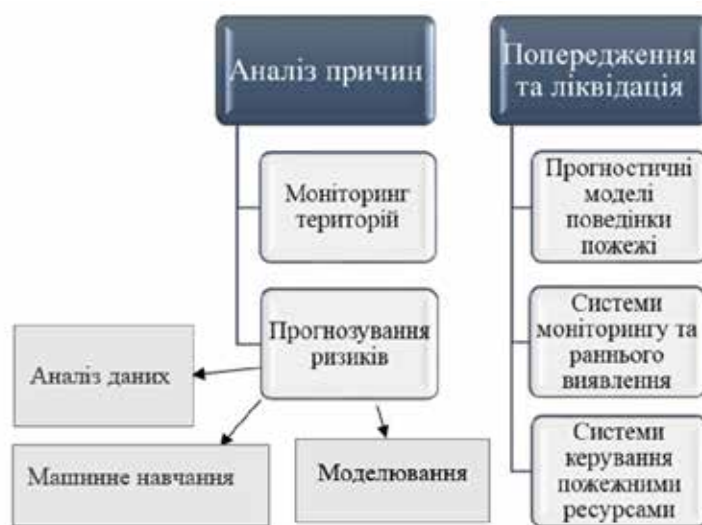 Аналіз причин
Моніторинг
територій
Прогнозування
ризиків
Аналіз даних
Машинне навчання
Моделювання
Попередження
та ліквідація
Прогностичні
моделі
поведінки
пожежі
Системи
моніторингу та
раннього
виявлення
Системи
керування
пожежними
ресурсами